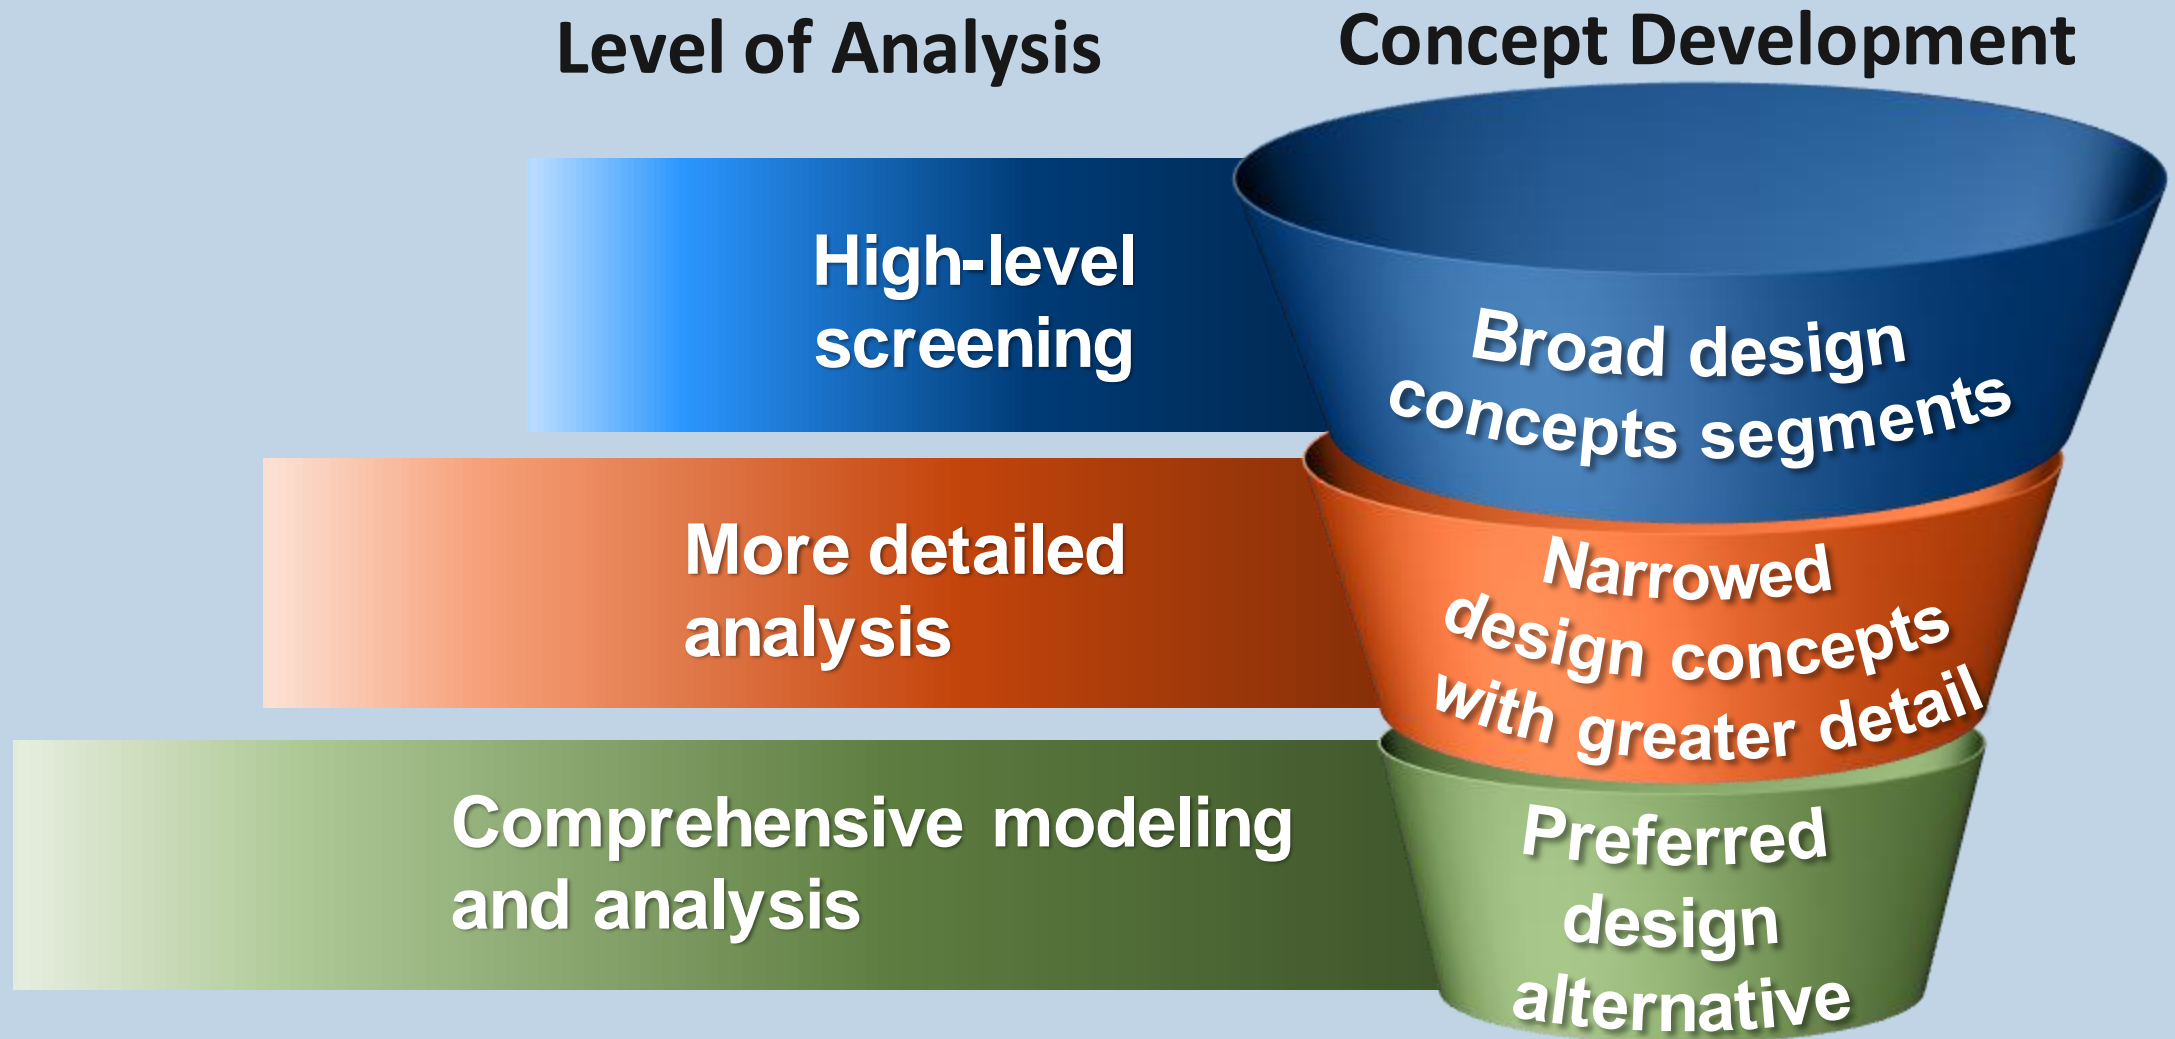 Level of Analysis
Concept Development
High-level
screening
Broad design
concepts segments
More detailed
analysis
Narrowed
design concepts
with greater detail
Comprehensive modeling
and analysis
Preferred
design
alternative